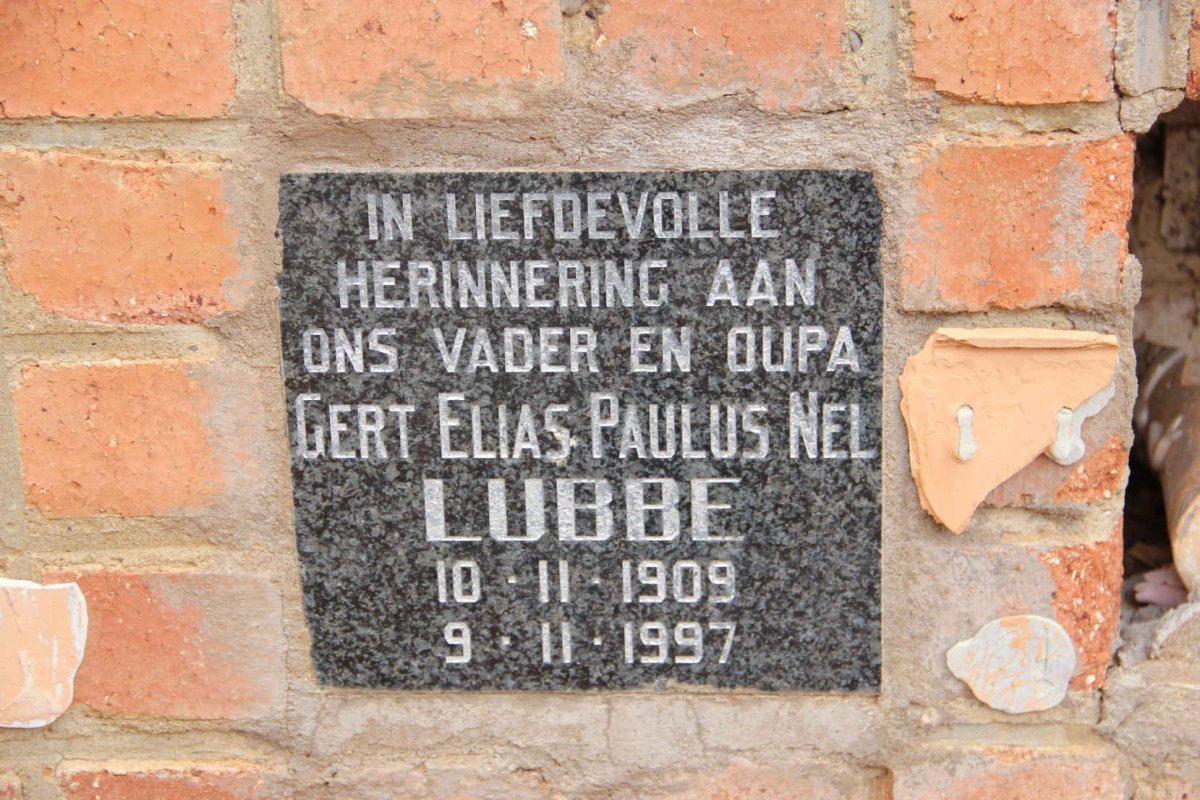 IN LIEFDEVOLLE
HERINNERING AAN
ONS VADER EN OUPA
GERT ELIAS PAULUS NEL
LUBBE
10 · 11 · 1909
9 · 11 · 1997